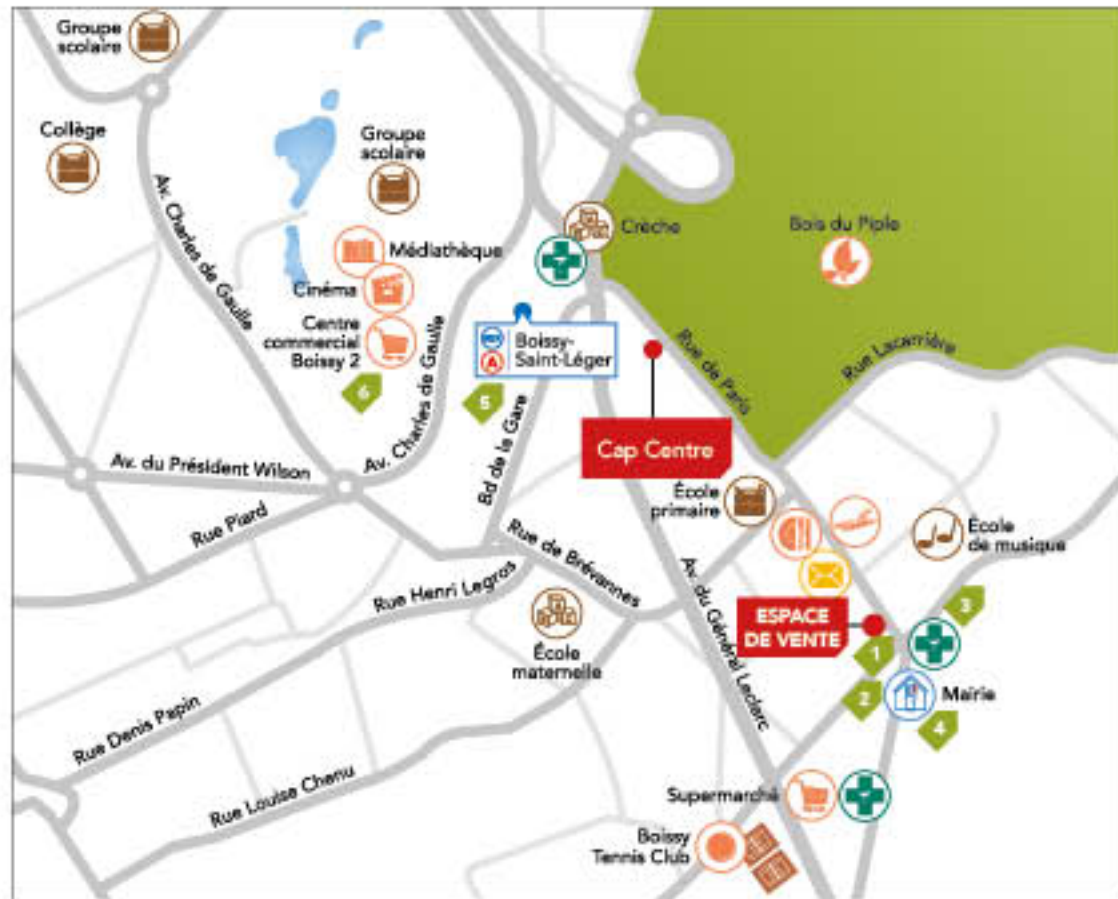 Groupe
scolaire
Collège
Groupe
scolaire
Av. Charles de Gaulle
Médiathèque
Cinéma
Centre
commercial
Boissy 2
6
Av. Charles de Gaulle
5
Crèche
Bois du Piple
RER
A
Boissy-
Saint-Léger
Rue de Paris
Rue Lacarrière
Cap Centre
Bd de la Gare
Av. du Président Wilson
Rue Piard
École
primaire
École
de musique
Rue de Brévannes
Rue Henri Legros
Av. du Général Leclerc
École
maternelle
ESPACE
DE VENTE
1
2
3
Mairie
4
Rue Denis Papin
Rue Louise Chenu
Supermarché
Boissy
Tennis Club